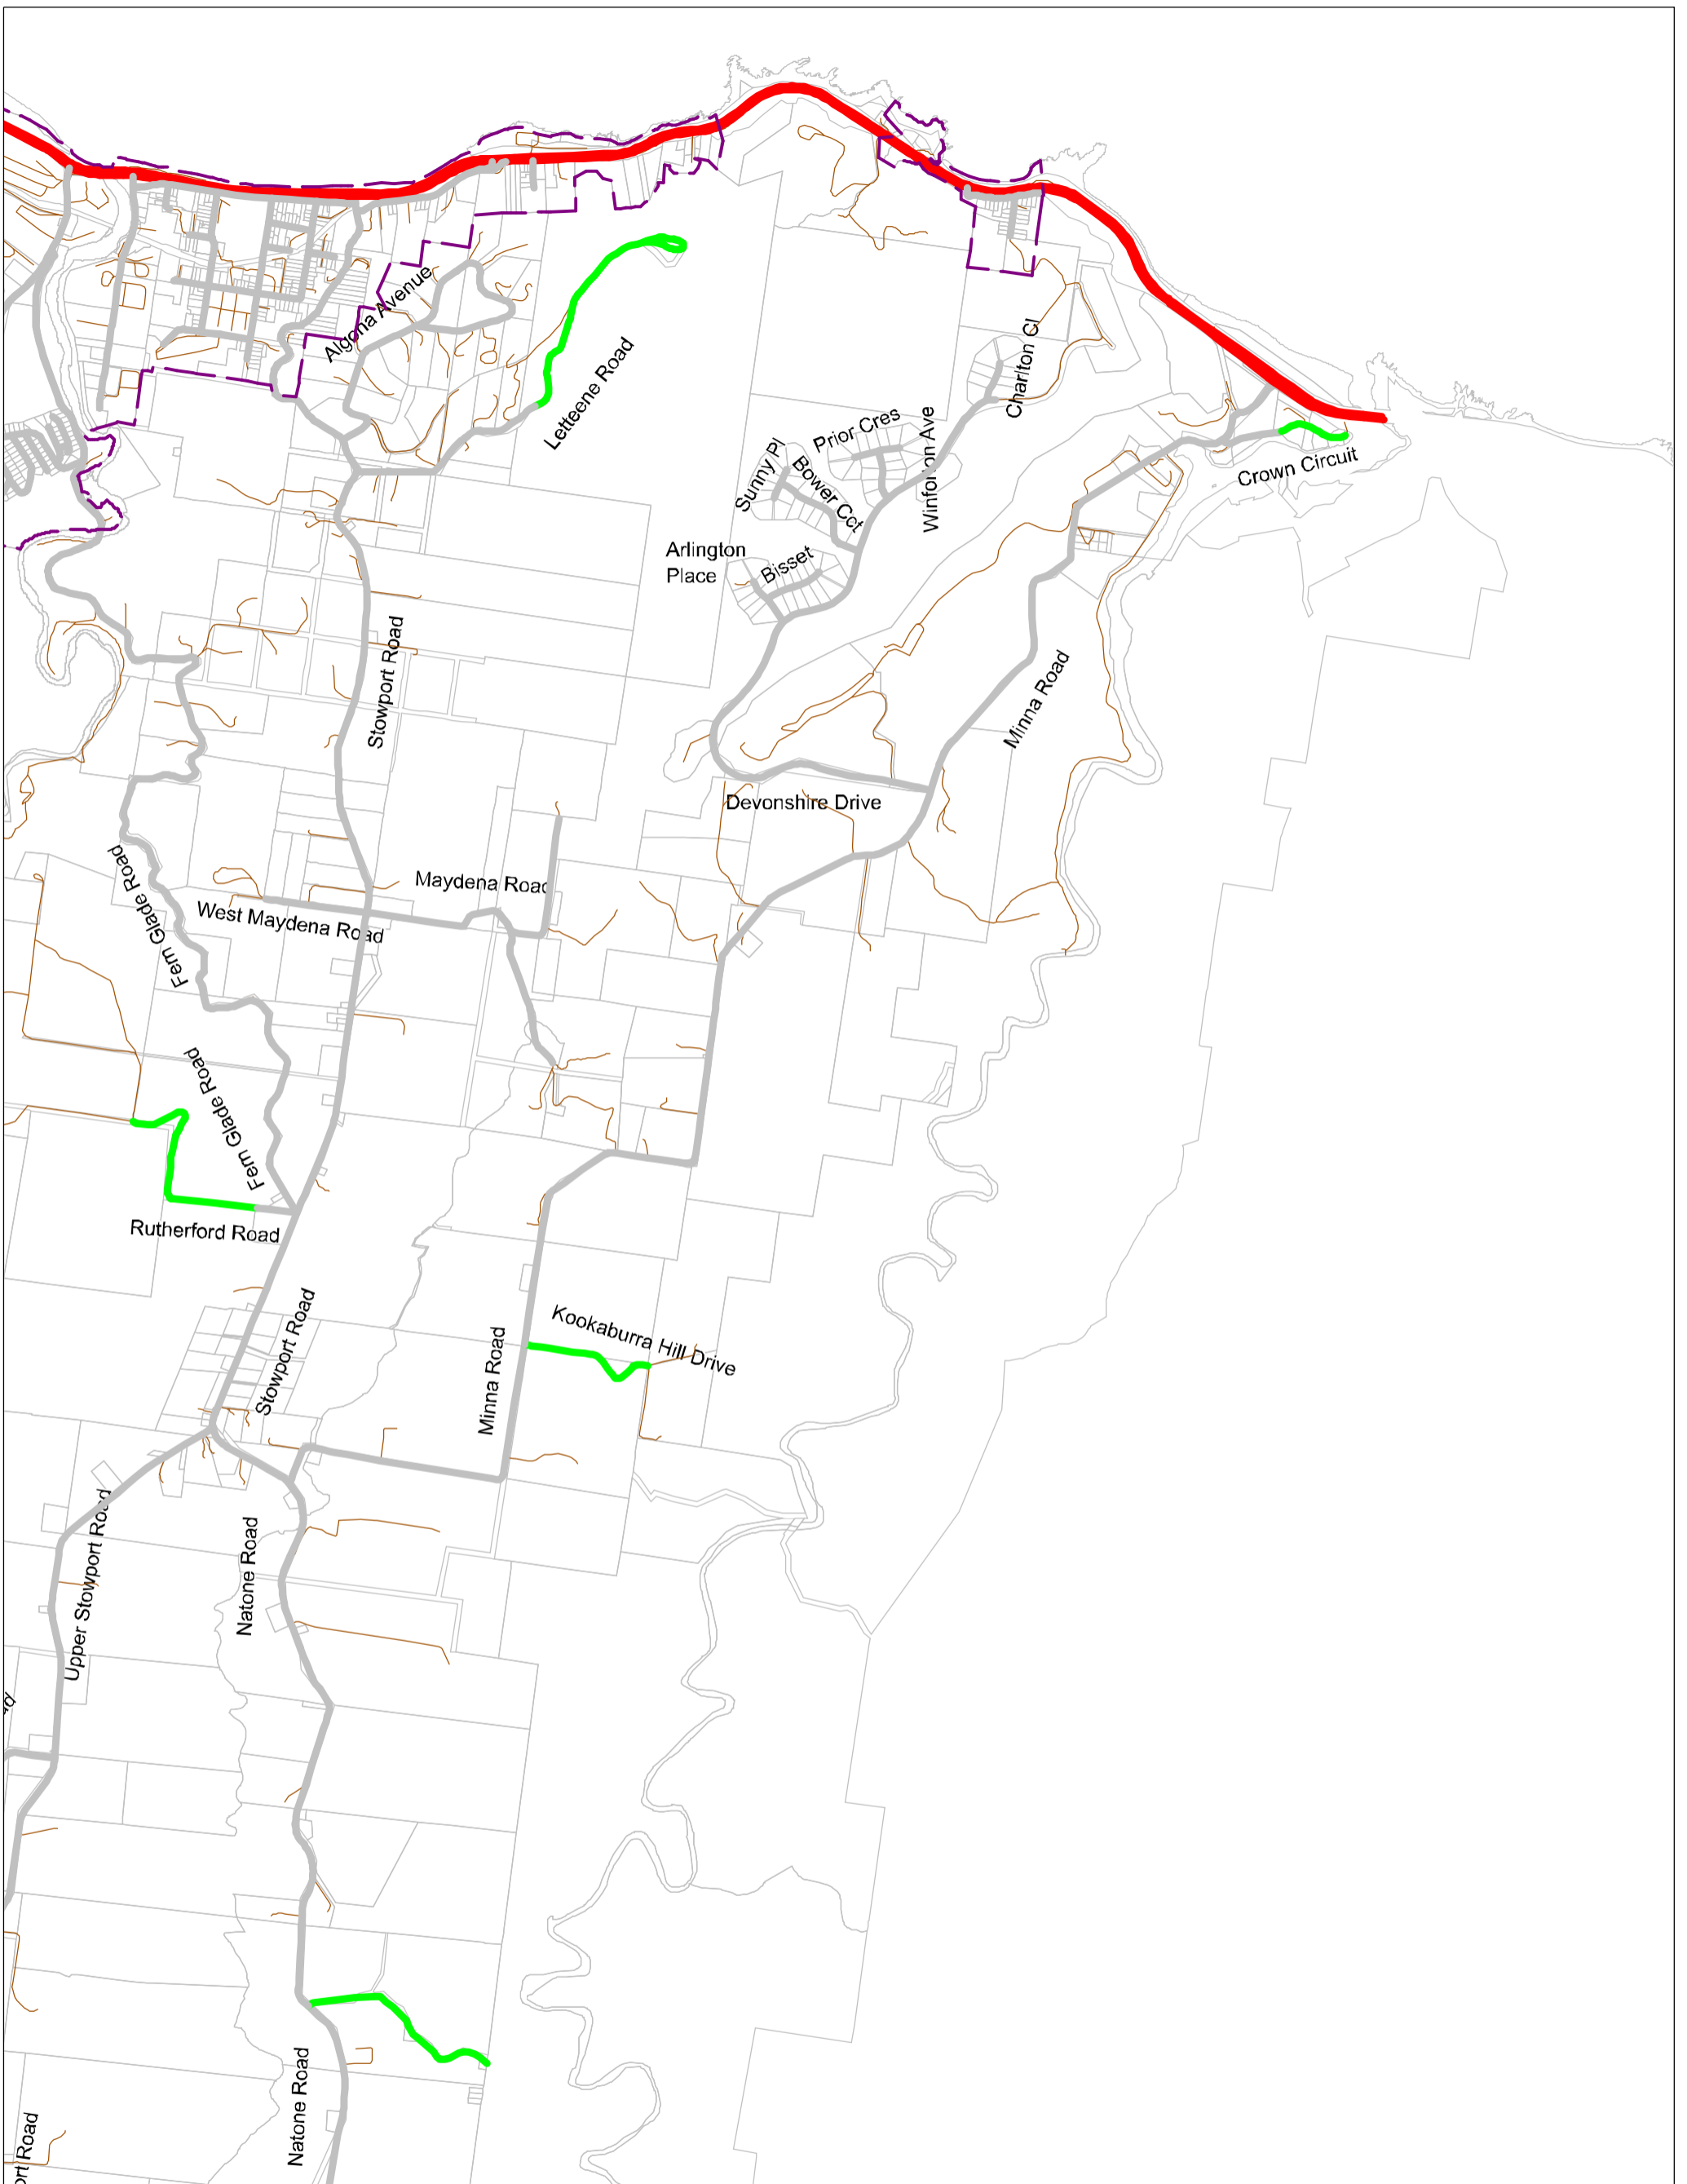 Algona Avenue
Letteene Road
Charlton Cl
Prior Cres
Winforion Ave
Sunny Pl
Bower Cct
Crown Circuit
Arlington
Place
Bisset
Stowport Road
Minna Road
Devonshire Drive
Maydena Road
West Maydena Road
Fern Glade Road
Fern Glade Road
Rutherford Road
Stowport Road
Kookaburra Hill Drive
Minna Road
Upper Stowport Road
Natone Road
Natone Road
Road